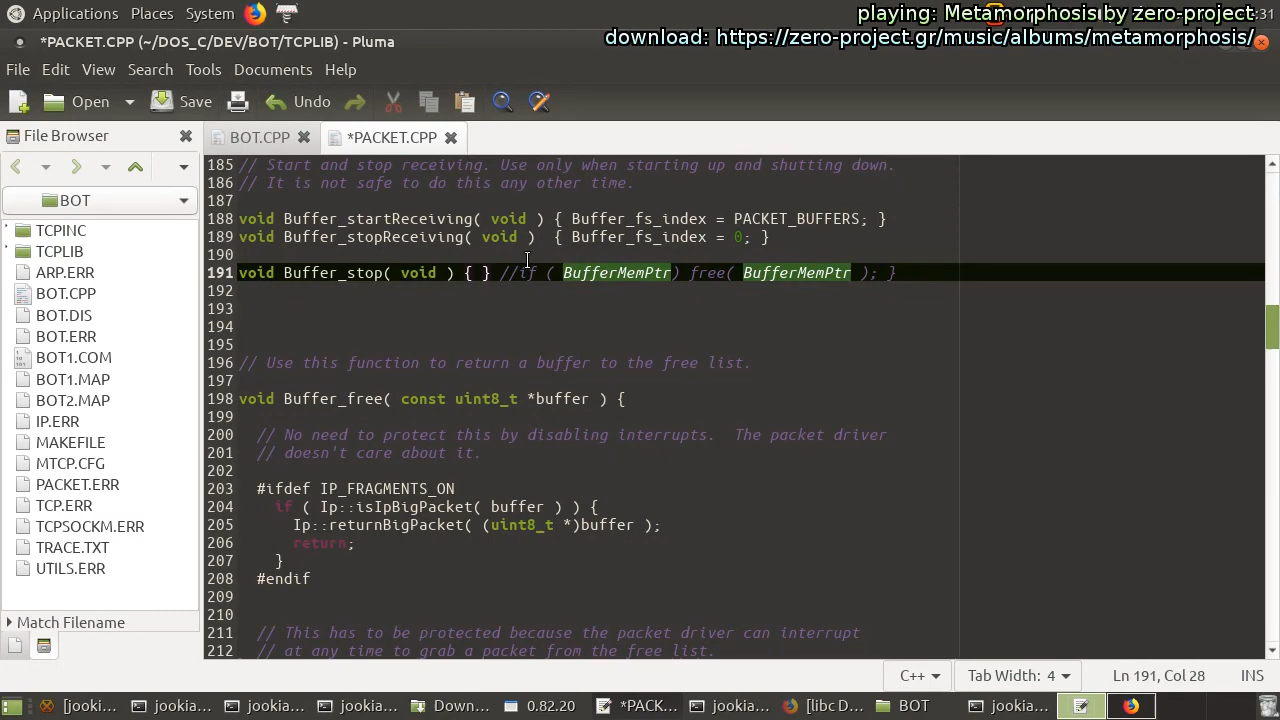 Applications Places System
playing: Metamorphosis by zero-project
:31
*PACKET.CPP (~/DOS_C/DEV/BOT/TCPLIB) - Pluma
download: https://zero-project.gr/music/albums/metamorphosis/
File Edit View Search Tools Documents Help
Open Save Undo
File Browser
BOT.CPP *PACKET.CPP
BOT
TCPINC
TCPLIB
ARP.ERR
BOT.CPP
BOT.DIS
BOT.ERR
BOT1.COM
BOT1.MAP
BOT2.MAP
IP.ERR
MAKEFILE
MTCP.CFG
PACKET.ERR
TCP.ERR
TCPSOCKM.ERR
TRACE.TXT
UTILS.ERR
Match Filename
185 // Start and stop receiving. Use only when starting up and shutting down.
186 // It is not safe to do this any other time.
187
188 void Buffer_startReceiving( void ) { Buffer_fs_index = PACKET_BUFFERS; }
189 void Buffer_stopReceiving( void )  { Buffer_fs_index = 0; }
190
191 void Buffer_stop( void ) { } //if ( BufferMemPtr) free( BufferMemPtr ); }
192
193
194
195
196 // Use this function to return a buffer to the free list.
197
198 void Buffer_free( const uint8_t *buffer ) {
199
200   // No need to protect this by disabling interrupts.  The packet driver
201   // doesn't care about it.
202
203   #ifdef IP_FRAGMENTS_ON
204     if ( Ip::isIpBigPacket( buffer ) ) {
205       Ip::returnBigPacket( (uint8_t *)buffer );
206       return;
207     }
208   #endif
209
210
211   // This has to be protected because the packet driver can interrupt
212   // at any time to grab a packet from the free list.
C++ Tab Width: 4 Ln 191, Col 28 INS
[jooki... jookia... jookia... jookia... Down... 0.82.20 *PACK... jookia... [libc D... BOT jookia...